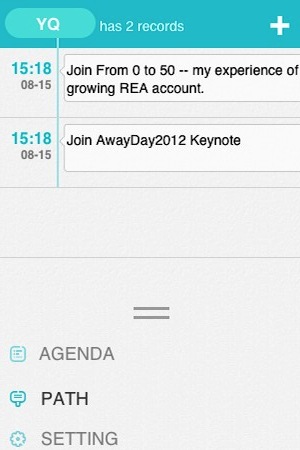 YQ has 2 records +
15:18 Join From 0 to 50 -- my experience of
08-15 growing REA account.
15:18 Join AwayDay2012 Keynote
08-15
AGENDA
PATH
SETTING